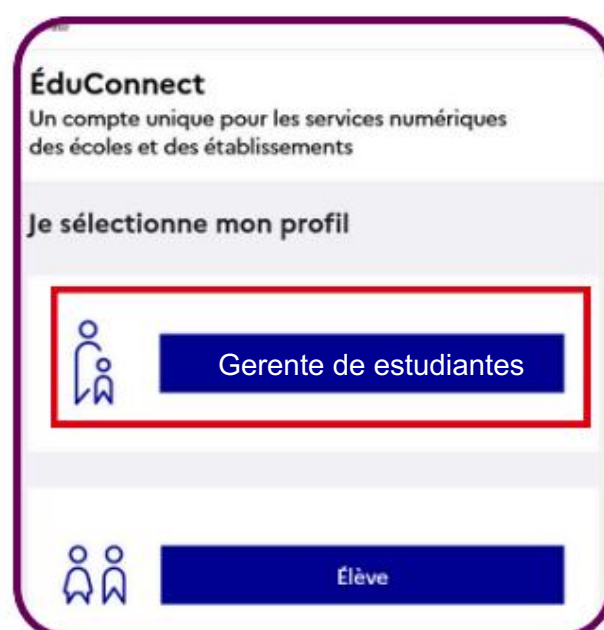 ÉduConnect
Un compte unique pour les services numériques
des écoles et des établissements
Je sélectionne mon profil
Gerente de estudiantes
Élève